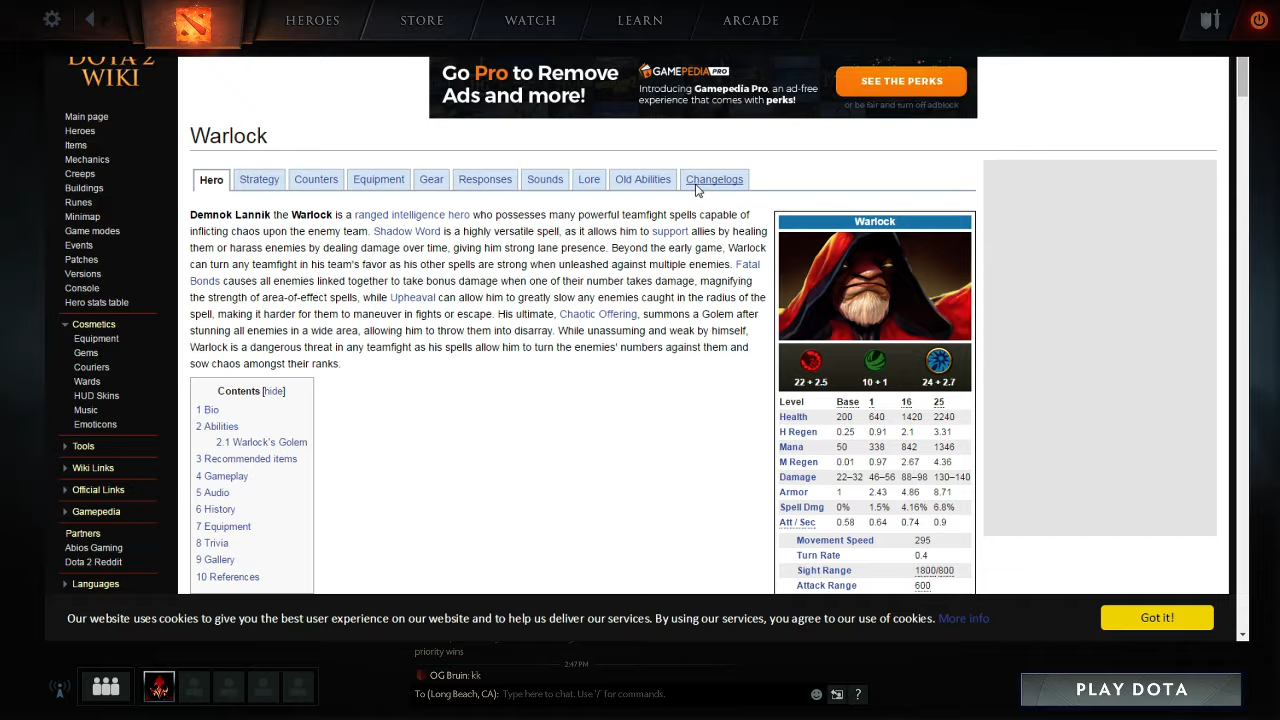 HEROES
STORE
WATCH
LEARN
ARCADE
DOTA 2
WIKI
Go Pro to Remove
Ads and more!
GAMEPEDIA PRO
Introducing Gamepedia Pro, an ad-free
experience that comes with perks!
SEE THE PERKS
or be fair and turn off adblock
Main page
Heroes
Items
Mechanics
Creeps
Buildings
Runes
Minimap
Game modes
Events
Patches
Versions
Console
Hero stats table
Cosmetics
Equipment
Gems
Couriers
Wards
HUD Skins
Music
Emoticons
Tools
Wiki Links
Official Links
Gamepedia
Partners
Abios Gaming
Dota 2 Reddit
Languages
Warlock
Hero Strategy Counters Equipment Gear Responses Sounds Lore Old Abilities Changelogs
Demnok Lannik the Warlock is a ranged intelligence hero who possesses many powerful teamfight spells capable of
inflicting chaos upon the enemy team. Shadow Word is a highly versatile spell, as it allows him to support allies by healing
them or harass enemies by dealing damage over time, giving him strong lane presence. Beyond the early game, Warlock
can turn any teamfight in his team's favor as his other spells are strong when unleashed against multiple enemies. Fatal
Bonds causes all enemies linked together to take bonus damage when one of their number takes damage, magnifying
the strength of area-of-effect spells, while Upheaval can allow him to greatly slow any enemies caught in the radius of the
spell, making it harder for them to maneuver in fights or escape. His ultimate, Chaotic Offering, summons a Golem after
stunning all enemies in a wide area, allowing him to throw them into disarray. While unassuming and weak by himself,
Warlock is a dangerous threat in any teamfight as his spells allow him to turn the enemies' numbers against them and
sow chaos amongst their ranks.
Contents [hide]
1 Bio
2 Abilities
2.1 Warlock's Golem
3 Recommended items
4 Gameplay
5 Audio
6 History
7 Equipment
8 Trivia
9 Gallery
10 References
Warlock
22 + 2.5 10 + 1 24 + 2.7
Level Base 1 16 25
Health 200 640 1420 2240
H Regen 0.25 0.91 2.1 3.31
Mana 50 338 842 1346
M Regen 0.01 0.97 2.67 4.36
Damage 22–32 46–56 88–98 130–140
Armor 1 2.43 4.86 8.71
Spell Dmg 0% 1.5% 4.16% 6.8%
Att / Sec 0.58 0.64 0.74 0.9
Movement Speed 295
Turn Rate 0.4
Sight Range 1800/800
Attack Range 600
Our website uses cookies to give you the best user experience on our website and to help us deliver our services. By using our services, you agree to our use of cookies. More info
Got it!
priority wins
2:47 PM
OG Bruin: kk
To (Long Beach, CA): Type here to chat. Use '/' for commands.
?
PLAY DOTA